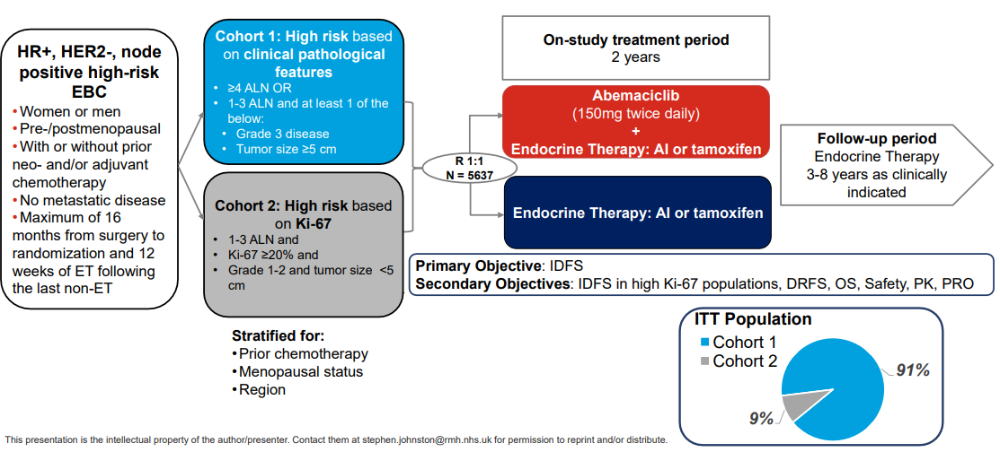 HR+, HER2-, node
positive high-risk
EBC
•Women or men
•Pre-/postmenopausal
•With or without prior
neo- and/or adjuvant
chemotherapy
•No metastatic disease
•Maximum of 16
months from surgery to
randomization and 12
weeks of ET following
the last non-ET
Cohort 1: High risk based
on clinical pathological
features
• ≥4 ALN OR
• 1-3 ALN and at least 1 of the
below:
• Grade 3 disease
• Tumor size ≥5 cm
Cohort 2: High risk based
on Ki-67
• 1-3 ALN and
• Ki-67 ≥20% and
• Grade 1-2 and tumor size <5
cm
Stratified for:
•Prior chemotherapy
•Menopausal status
•Region
R 1:1
N = 5637
On-study treatment period
2 years
Abemaciclib
(150mg twice daily)
+
Endocrine Therapy: AI or tamoxifen
Endocrine Therapy: AI or tamoxifen
Follow-up period
Endocrine Therapy
3-8 years as clinically
indicated
Primary Objective: IDFS
Secondary Objectives: IDFS in high Ki-67 populations, DRFS, OS, Safety, PK, PRO
ITT Population
Cohort 1
Cohort 2
91%
9%
This presentation is the intellectual property of the author/presenter. Contact them at stephen.johnston@rmh.nhs.uk for permission to reprint and/or distribute.